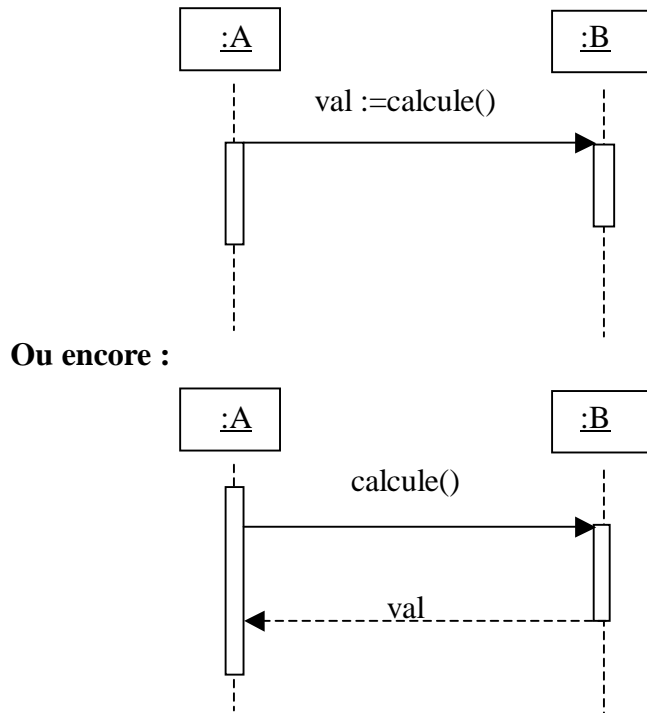 :A :B
val :=calcule()
Ou encore :
:A :B
calcule()
val